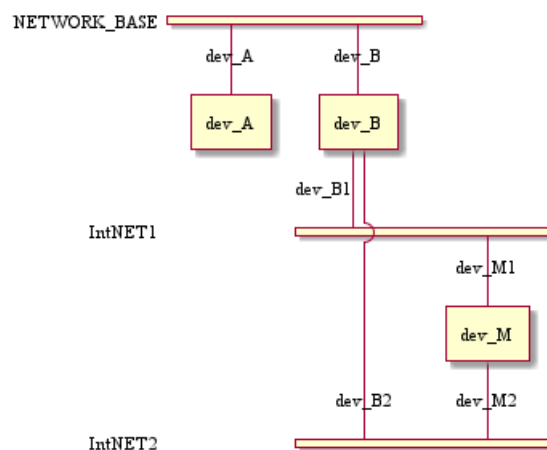 NETWORK_BASE
dev_A
dev_B
dev_A
dev_B
dev_B1
IntNET1
dev_M1
dev_M
dev_B2
dev_M2
IntNET2